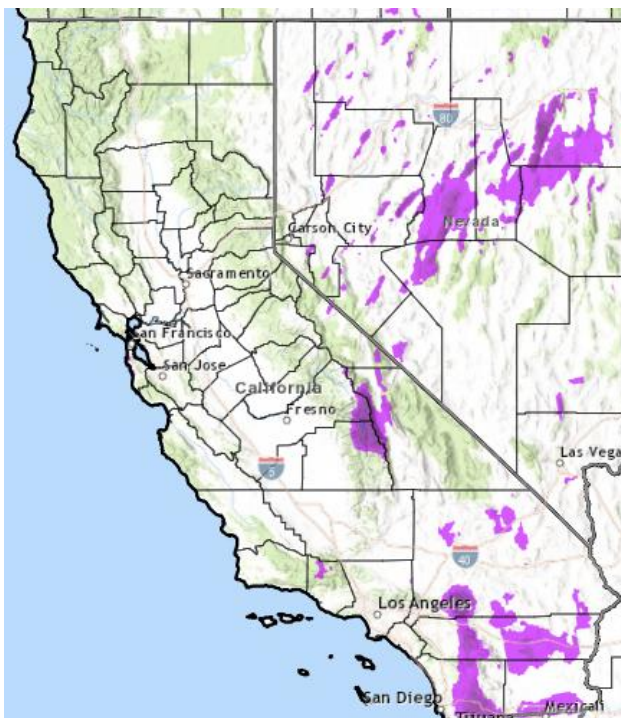 80
Nevada
Carson City
Sacramento
San Francisco
San Jose
California
Fresno
5
Las Vega
40
Los Angeles
San Diego
Mexicali
Tijuana